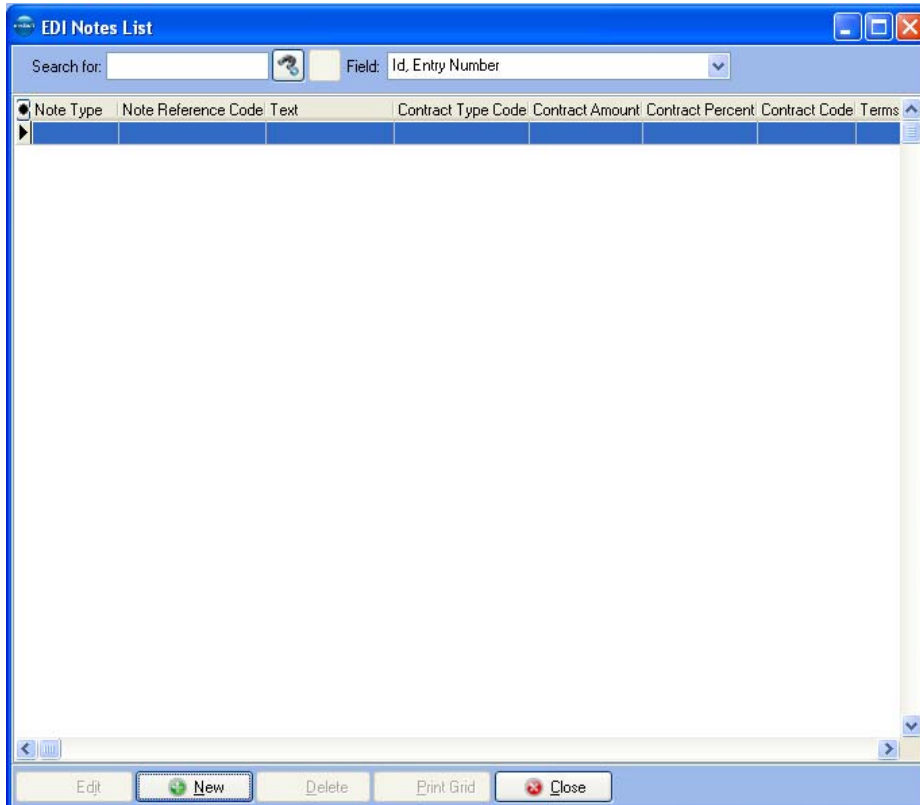 EDI Notes List
Search for: Field: Id, Entry Number
Note Type Note Reference Code Text Contract Type Code Contract Amount Contract Percent Contract Code Terms
Edit New Delete Print Grid Close